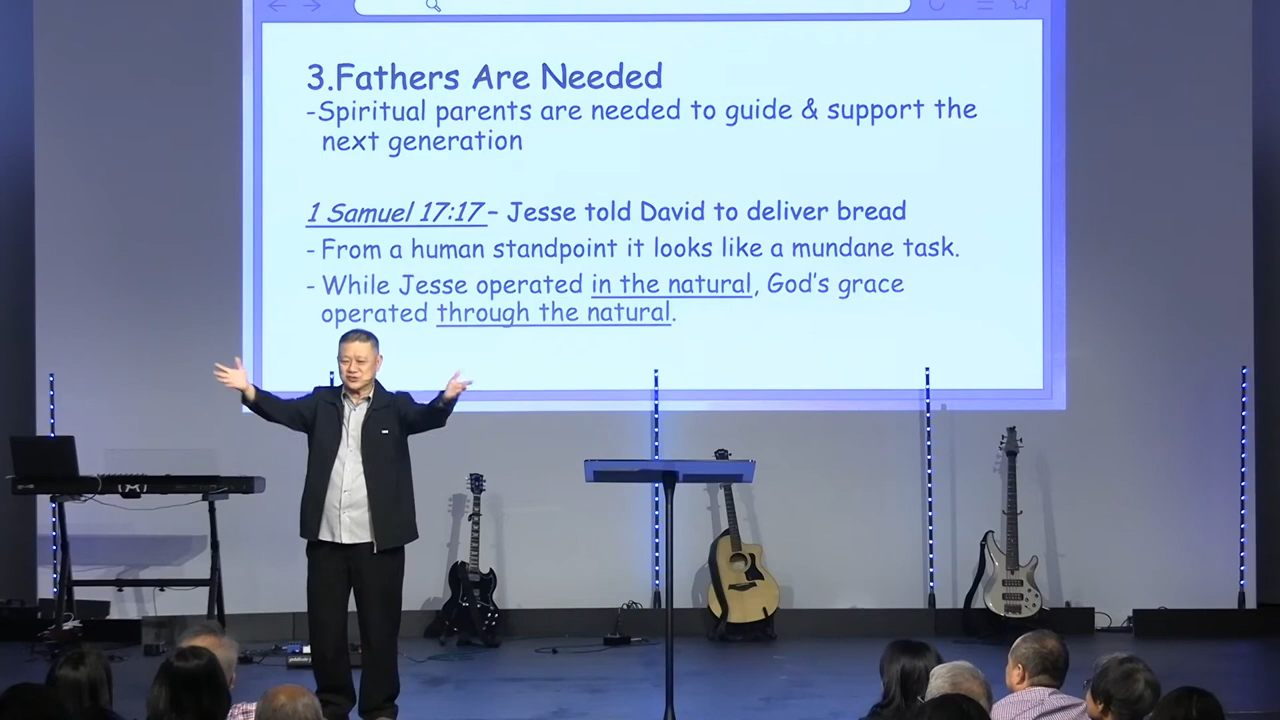 3.Fathers Are Needed
-Spiritual parents are needed to guide & support the
next generation
1 Samuel 17:17 – Jesse told David to deliver bread
- From a human standpoint it looks like a mundane task.
- While Jesse operated in the natural, God's grace
operated through the natural.